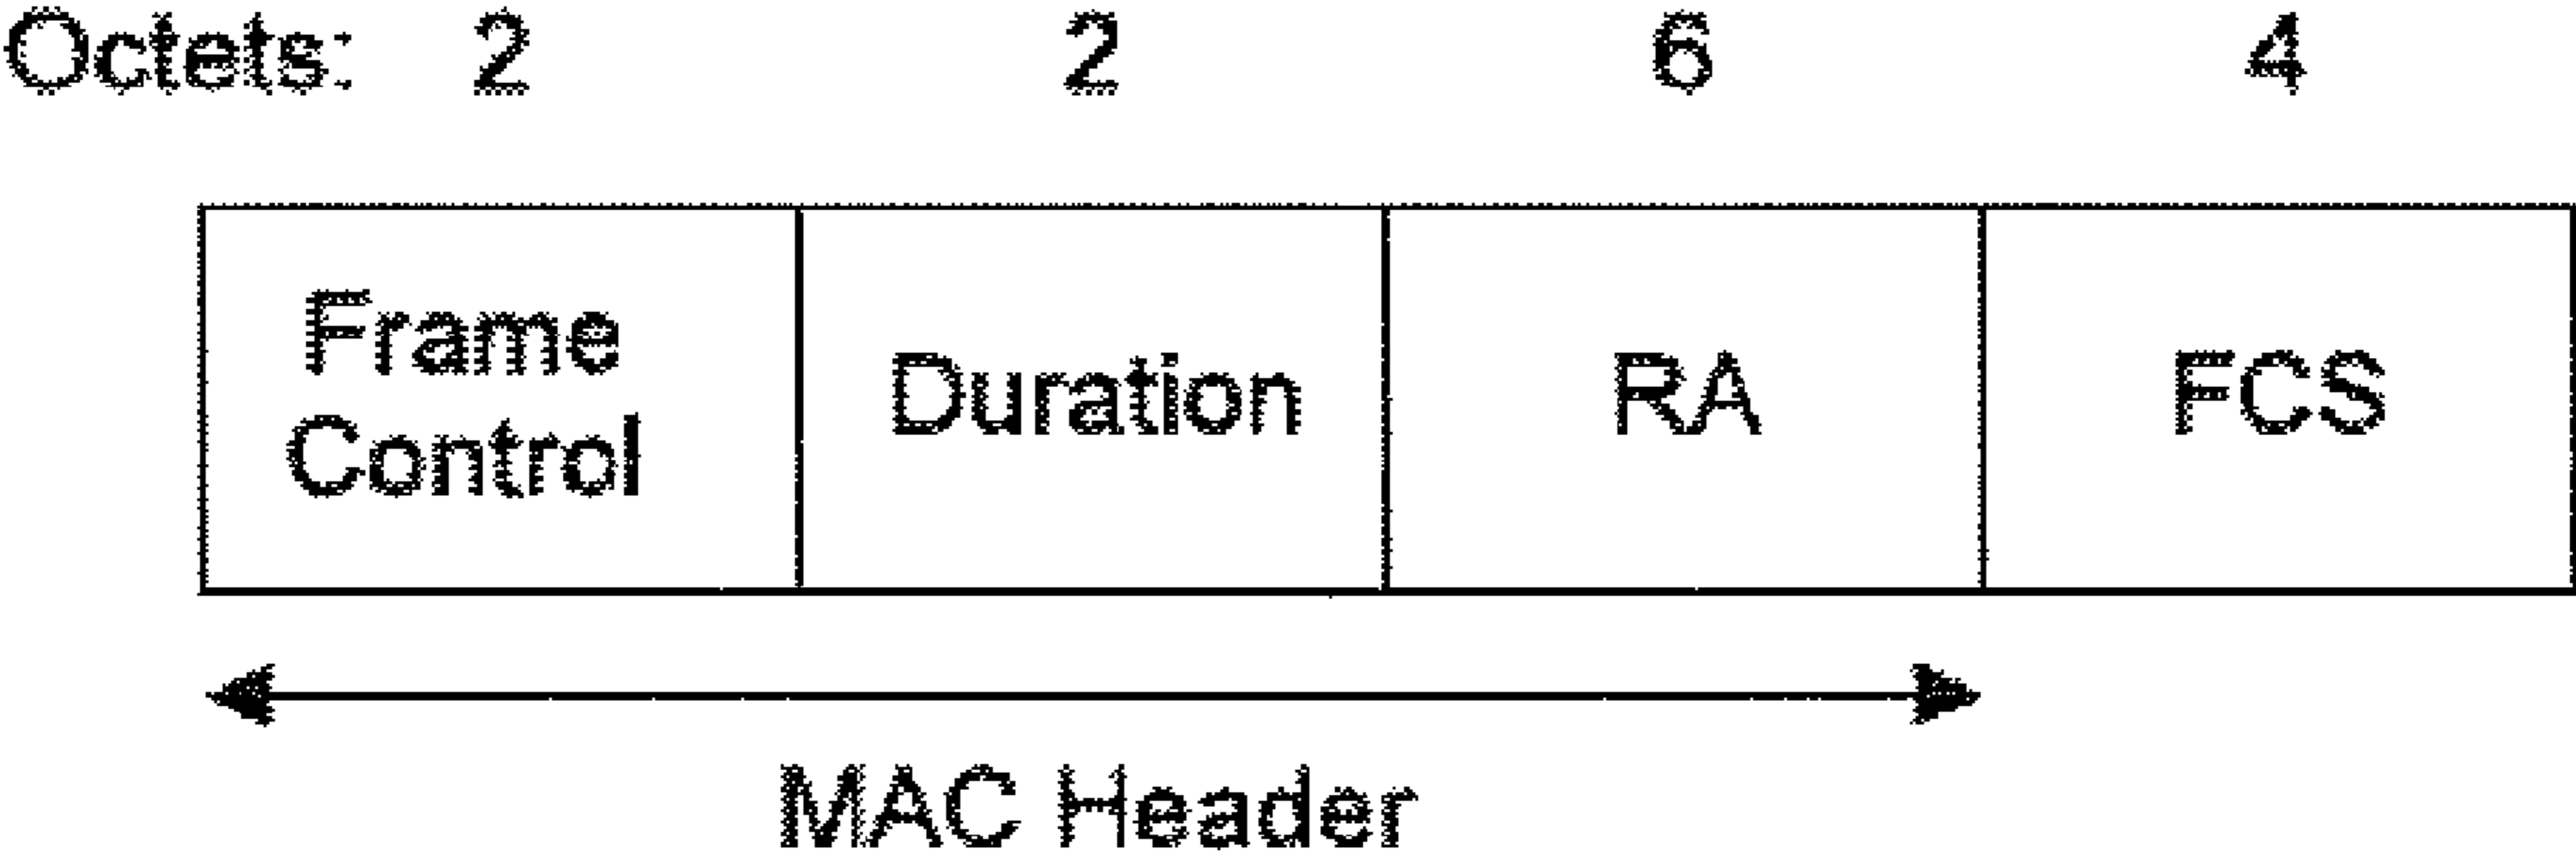 Octets: 2 2 6 4
Frame
Control
Duration
RA
FCS
MAC Header